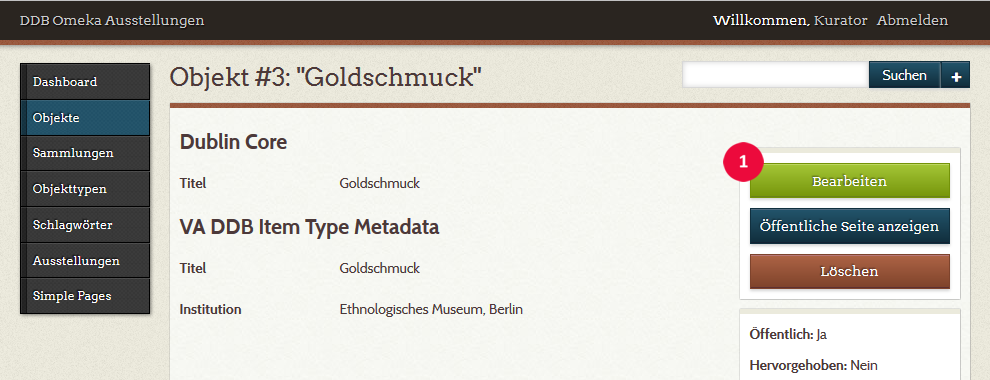 DDB Omeka Ausstellungen
Willkommen, Kurator Abmelden
Dashboard
Objekte
Sammlungen
Objekttypen
Schlagwörter
Ausstellungen
Simple Pages
Objekt #3: "Goldschmuck"
Suchen +
Dublin Core
Titel Goldschmuck
VA DDB Item Type Metadata
Titel Goldschmuck
Institution Ethnologisches Museum, Berlin
1
Bearbeiten
Öffentliche Seite anzeigen
Löschen
Öffentlich: Ja
Hervorgehoben: Nein